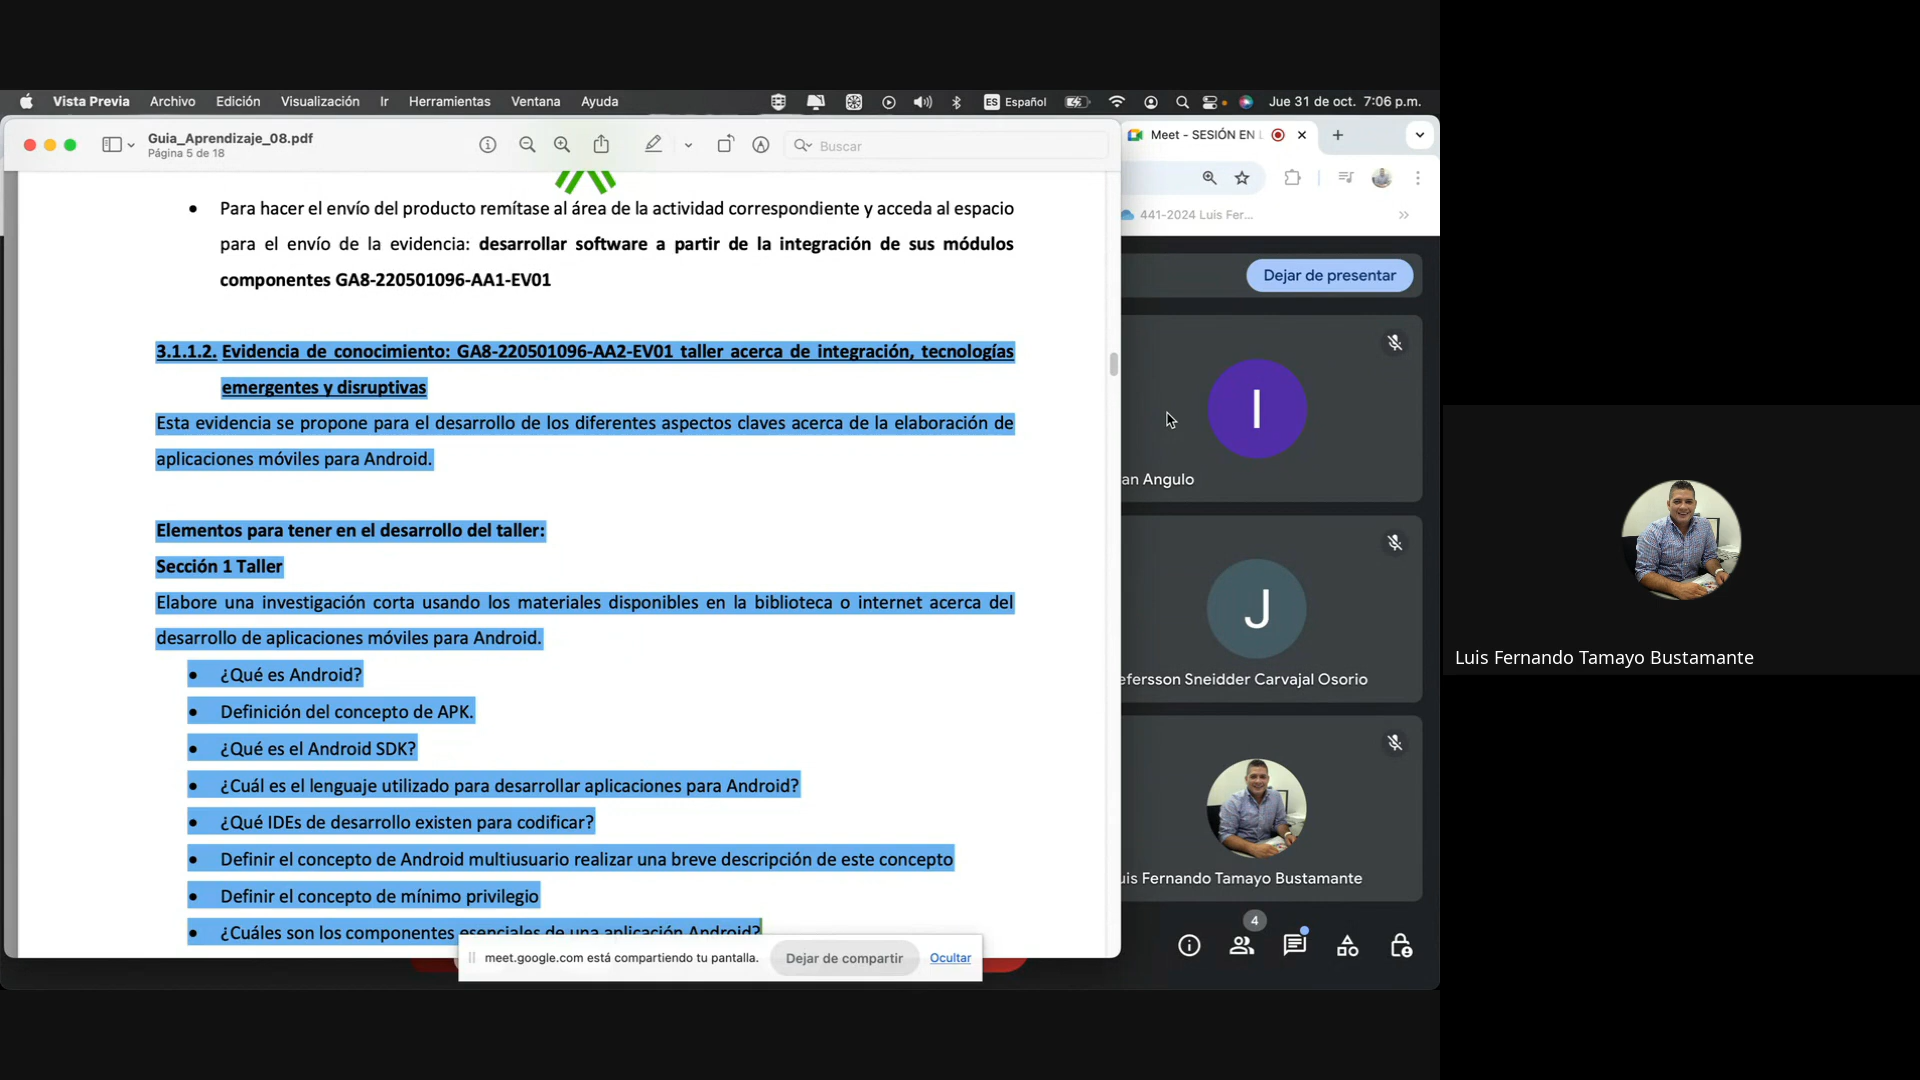 Vista Previa Archivo Edición Visualización Ir Herramientas Ventana Ayuda
ES Español
Jue 31 de oct. 7:06 p.m.
Guia_Aprendizaje_08.pdf
Página 5 de 18
Buscar
Meet - SESIÓN EN
441-2024 Luis Fer...
Para hacer el envío del producto remítase al área de la actividad correspondiente y acceda al espacio
para el envío de la evidencia: desarrollar software a partir de la integración de sus módulos
componentes GA8-220501096-AA1-EV01
3.1.1.2. Evidencia de conocimiento: GA8-220501096-AA2-EV01 taller acerca de integración, tecnologías
emergentes y disruptivas
Esta evidencia se propone para el desarrollo de los diferentes aspectos claves acerca de la elaboración de
aplicaciones móviles para Android.
Elementos para tener en el desarrollo del taller:
Sección 1 Taller
Elabore una investigación corta usando los materiales disponibles en la biblioteca o internet acerca del
desarrollo de aplicaciones móviles para Android.
• ¿Qué es Android?
• Definición del concepto de APK.
• ¿Qué es el Android SDK?
• ¿Cuál es el lenguaje utilizado para desarrollar aplicaciones para Android?
• ¿Qué IDEs de desarrollo existen para codificar?
• Definir el concepto de Android multiusuario realizar una breve descripción de este concepto
• Definir el concepto de mínimo privilegio
• ¿Cuáles son los componentes esenciales de una aplicación Android?
meet.google.com está compartiendo tu pantalla.
Dejar de compartir
Ocultar
Dejar de presentar
I
an Angulo
J
efersson Sneidder Carvajal Osorio
uis Fernando Tamayo Bustamante
4
Luis Fernando Tamayo Bustamante